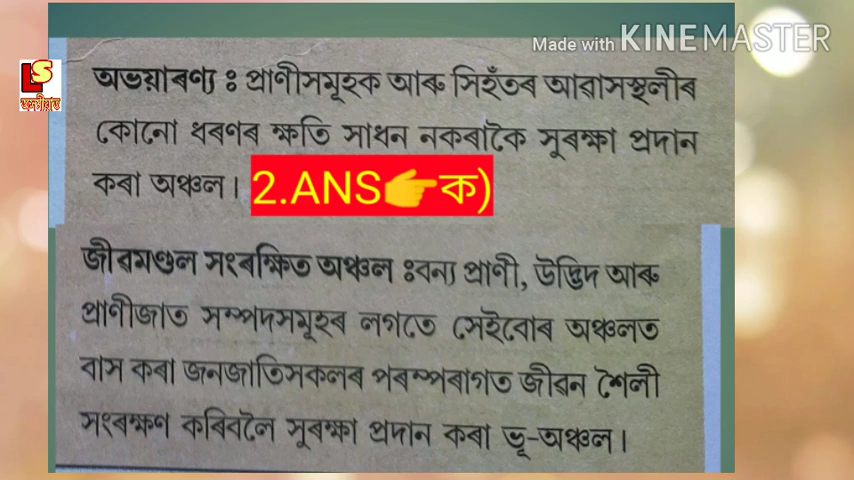 Made with KINEMASTER
LS
অভয়াৰণ্য ঃ প্ৰাণীসমূহক আৰু সিহঁতৰ আৱাসস্থলীৰ
কোনো ধৰণৰ ক্ষতি সাধন নকৰাকৈ সুৰক্ষা প্ৰদান
কৰা অঞ্চল। 2.ANS👉ক)
জীৱমণ্ডল সংৰক্ষিত অঞ্চল ঃবন্য প্ৰাণী, উদ্ভিদ আৰু
প্ৰাণীজাত সম্পদসমূহৰ লগতে সেইবোৰ অঞ্চলত
বাস কৰা জনজাতিসকলৰ পৰম্পৰাগত জীৱন শৈলী
সংৰক্ষণ কৰিবলৈ সুৰক্ষা প্ৰদান কৰা ভূ-অঞ্চল।